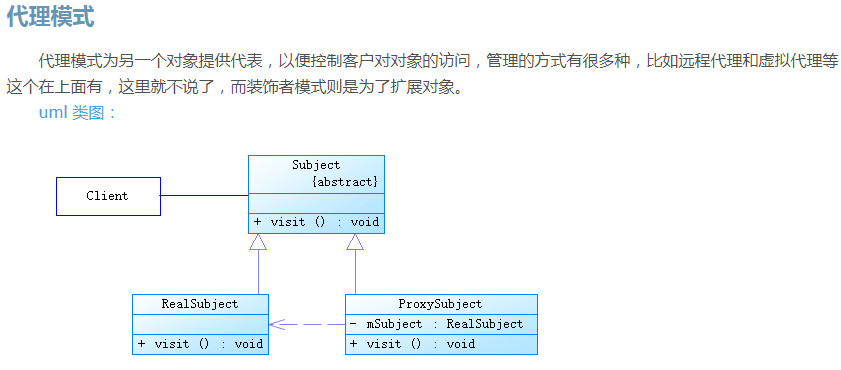 代理模式
代理模式为另一个对象提供代表，以便控制客户对对象的访问，管理的方式有很多种，比如远程代理和虚拟代理等
这个在上面有，这里就不说了，而装饰者模式则是为了扩展对象。
uml 类图：
Subject
{abstract}
Client
+ visit () : void
RealSubject
ProxySubject
- mSubject : RealSubject
+ visit () : void
+ visit () : void